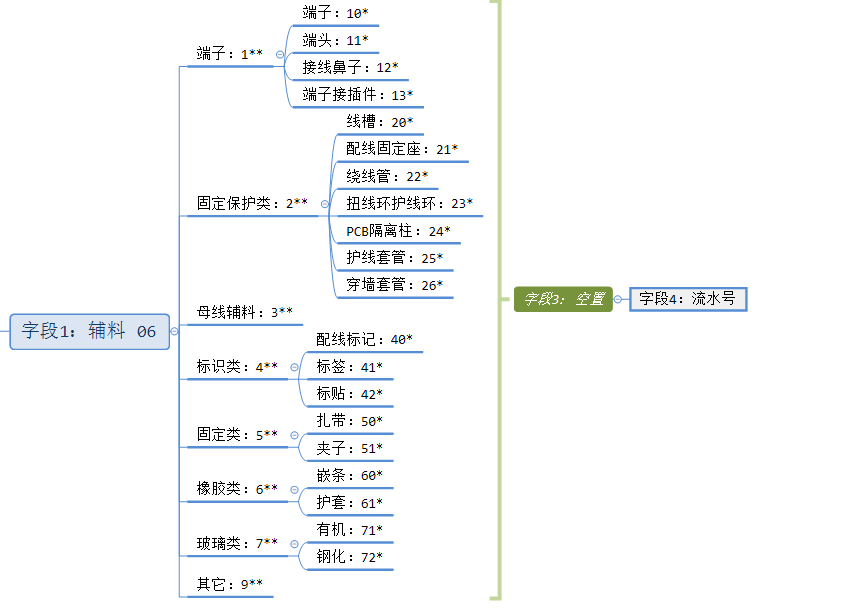 字段1：辅料 06
端子：1**
端子：10*
端头：11*
接线鼻子：12*
端子接插件：13*
固定保护类：2**
线槽：20*
配线固定座：21*
绕线管：22*
扭线环护线环：23*
PCB隔离柱：24*
护线套管：25*
穿墙套管：26*
母线辅料：3**
标识类：4**
配线标记：40*
标签：41*
标贴：42*
固定类：5**
扎带：50*
夹子：51*
橡胶类：6**
嵌条：60*
护套：61*
玻璃类：7**
有机：71*
钢化：72*
其它：9**
字段3：空置
字段4：流水号